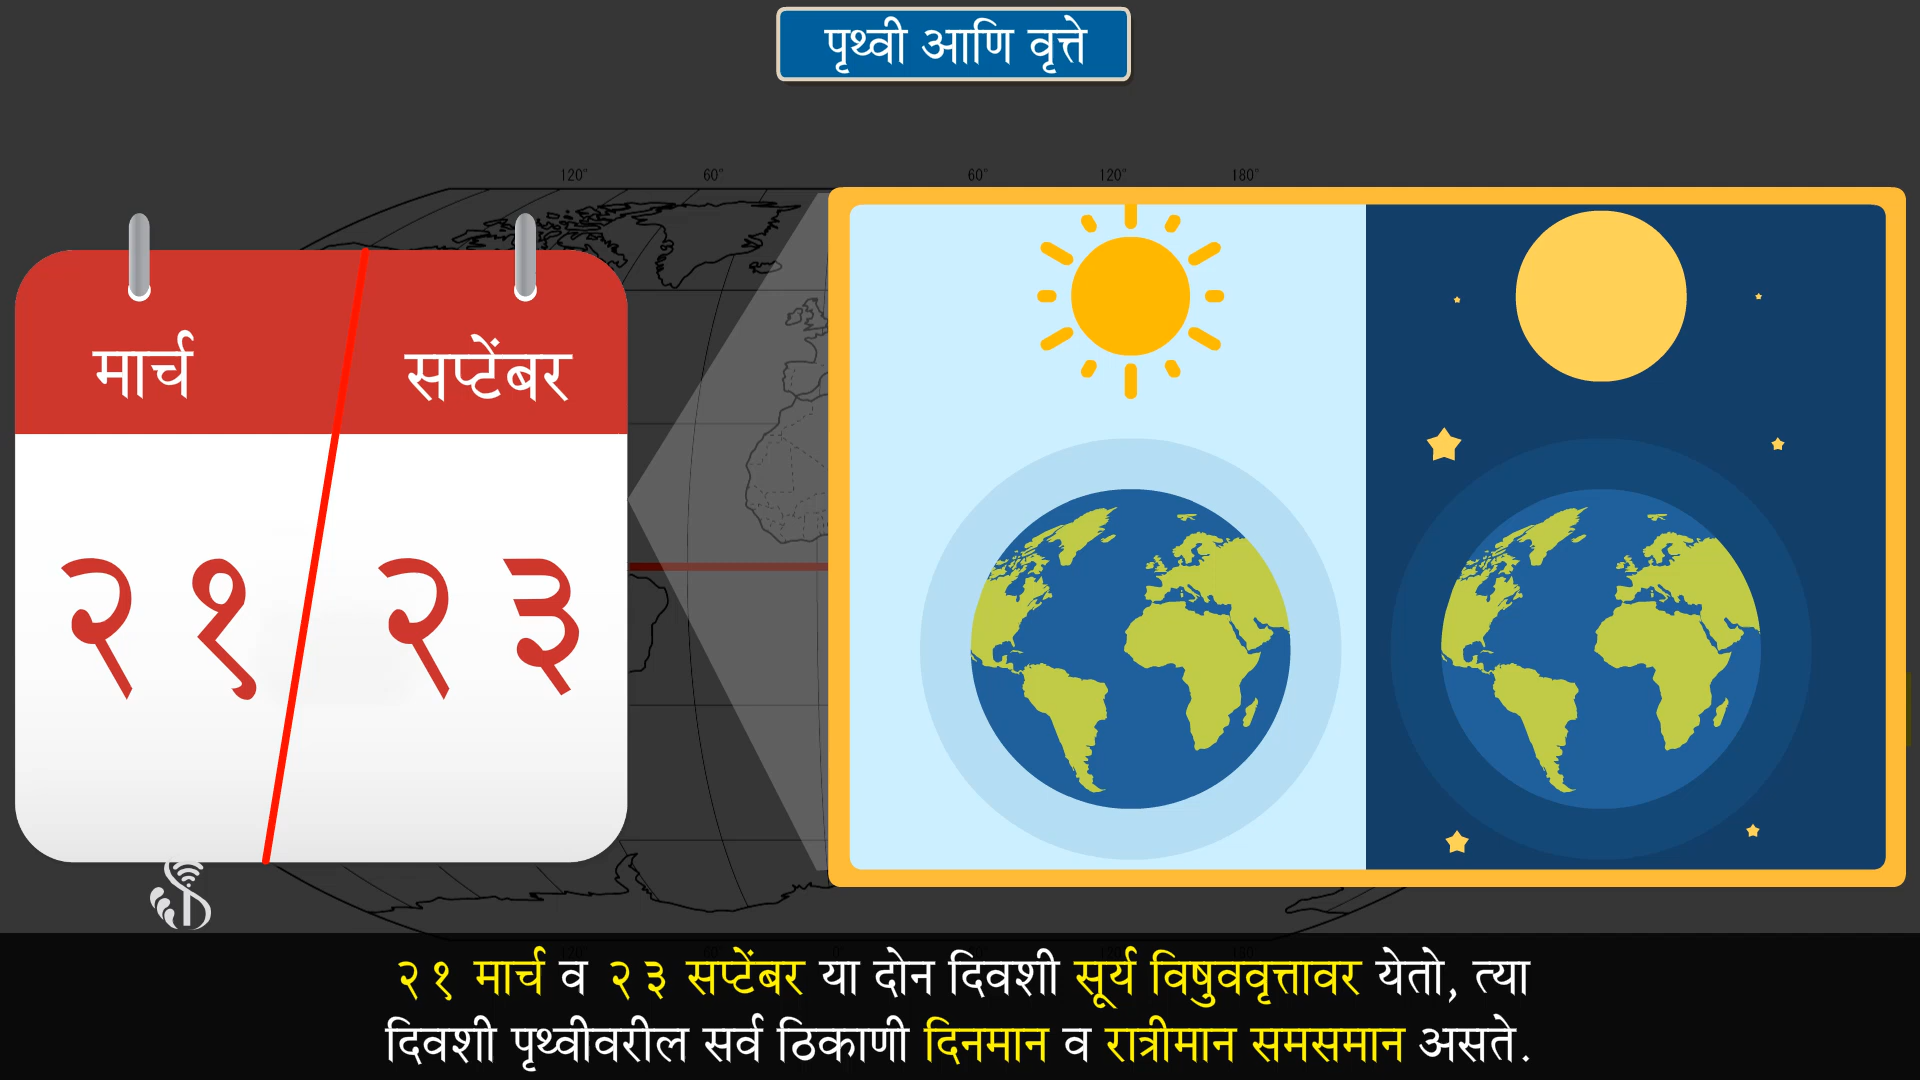 पृथ्वी आणि वृत्ते
120° 60° 60° 120° 180°
मार्च सप्टेंबर
२१ २३
२१ मार्च व २३ सप्टेंबर या दोन दिवशी सूर्य विषुववृत्तावर येतो, त्या
दिवशी पृथ्वीवरील सर्व ठिकाणी दिनमान व रात्रीमान समसमान असते.